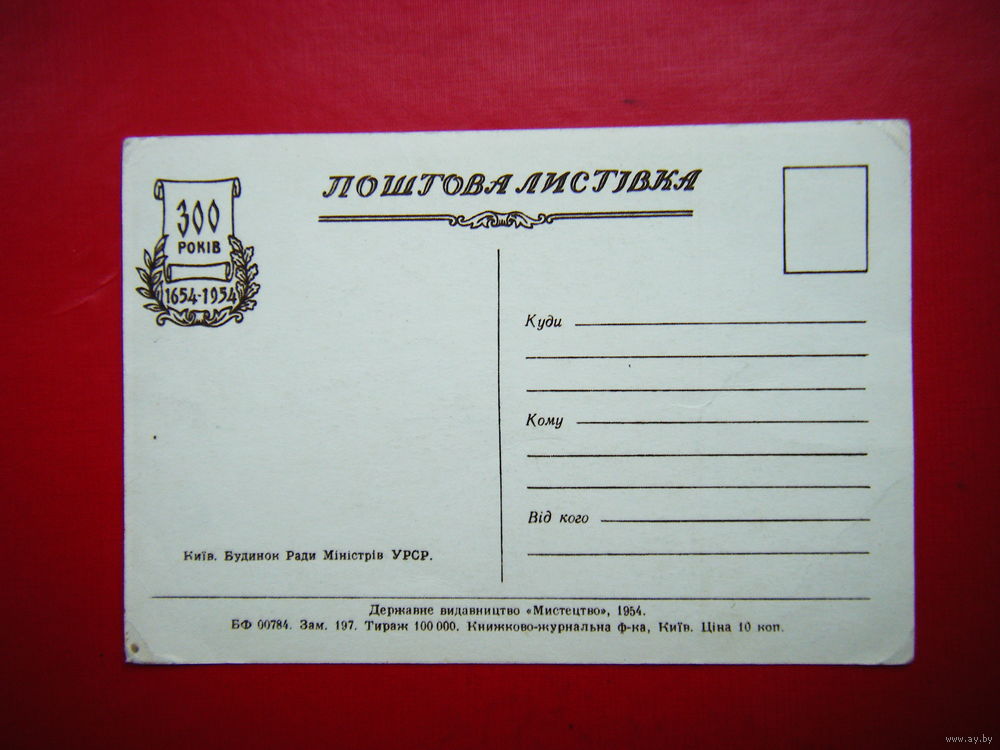 ПОШТОВА ЛИСТІВКА
300
РОКІВ
1654-1954
Куди
Кому
Від кого
Київ. Будинок Ради Міністрів УРСР.
Державне видавництво «Мистецтво», 1954.
БФ 00784. Зам. 197. Тираж 100 000. Книжково-журнальна ф-ка, Київ. Ціна 10 коп.
www.ay.by